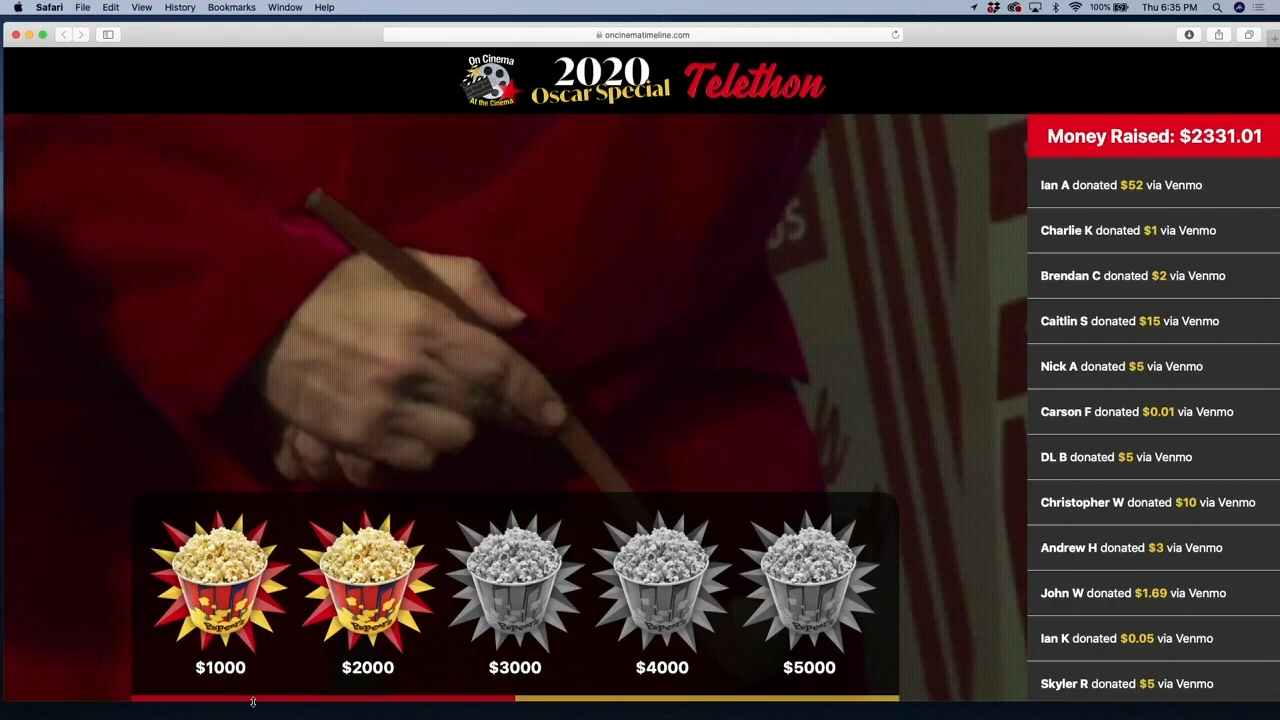 Safari File Edit View History Bookmarks Window Help 100% Thu 6:35 PM
oncinematimeline.com
On Cinema
At the Cinema
2020
Oscar Special
Telethon
Money Raised: $2331.01
Ian A donated $52 via Venmo
Charlie K donated $1 via Venmo
Brendan C donated $2 via Venmo
Caitlin S donated $15 via Venmo
Nick A donated $5 via Venmo
Carson F donated $0.01 via Venmo
DL B donated $5 via Venmo
Christopher W donated $10 via Venmo
Andrew H donated $3 via Venmo
John W donated $1.69 via Venmo
Ian K donated $0.05 via Venmo
Skyler R donated $5 via Venmo
Popcorn Popcorn Popcorn Popcorn Popcorn
$1000 $2000 $3000 $4000 $5000